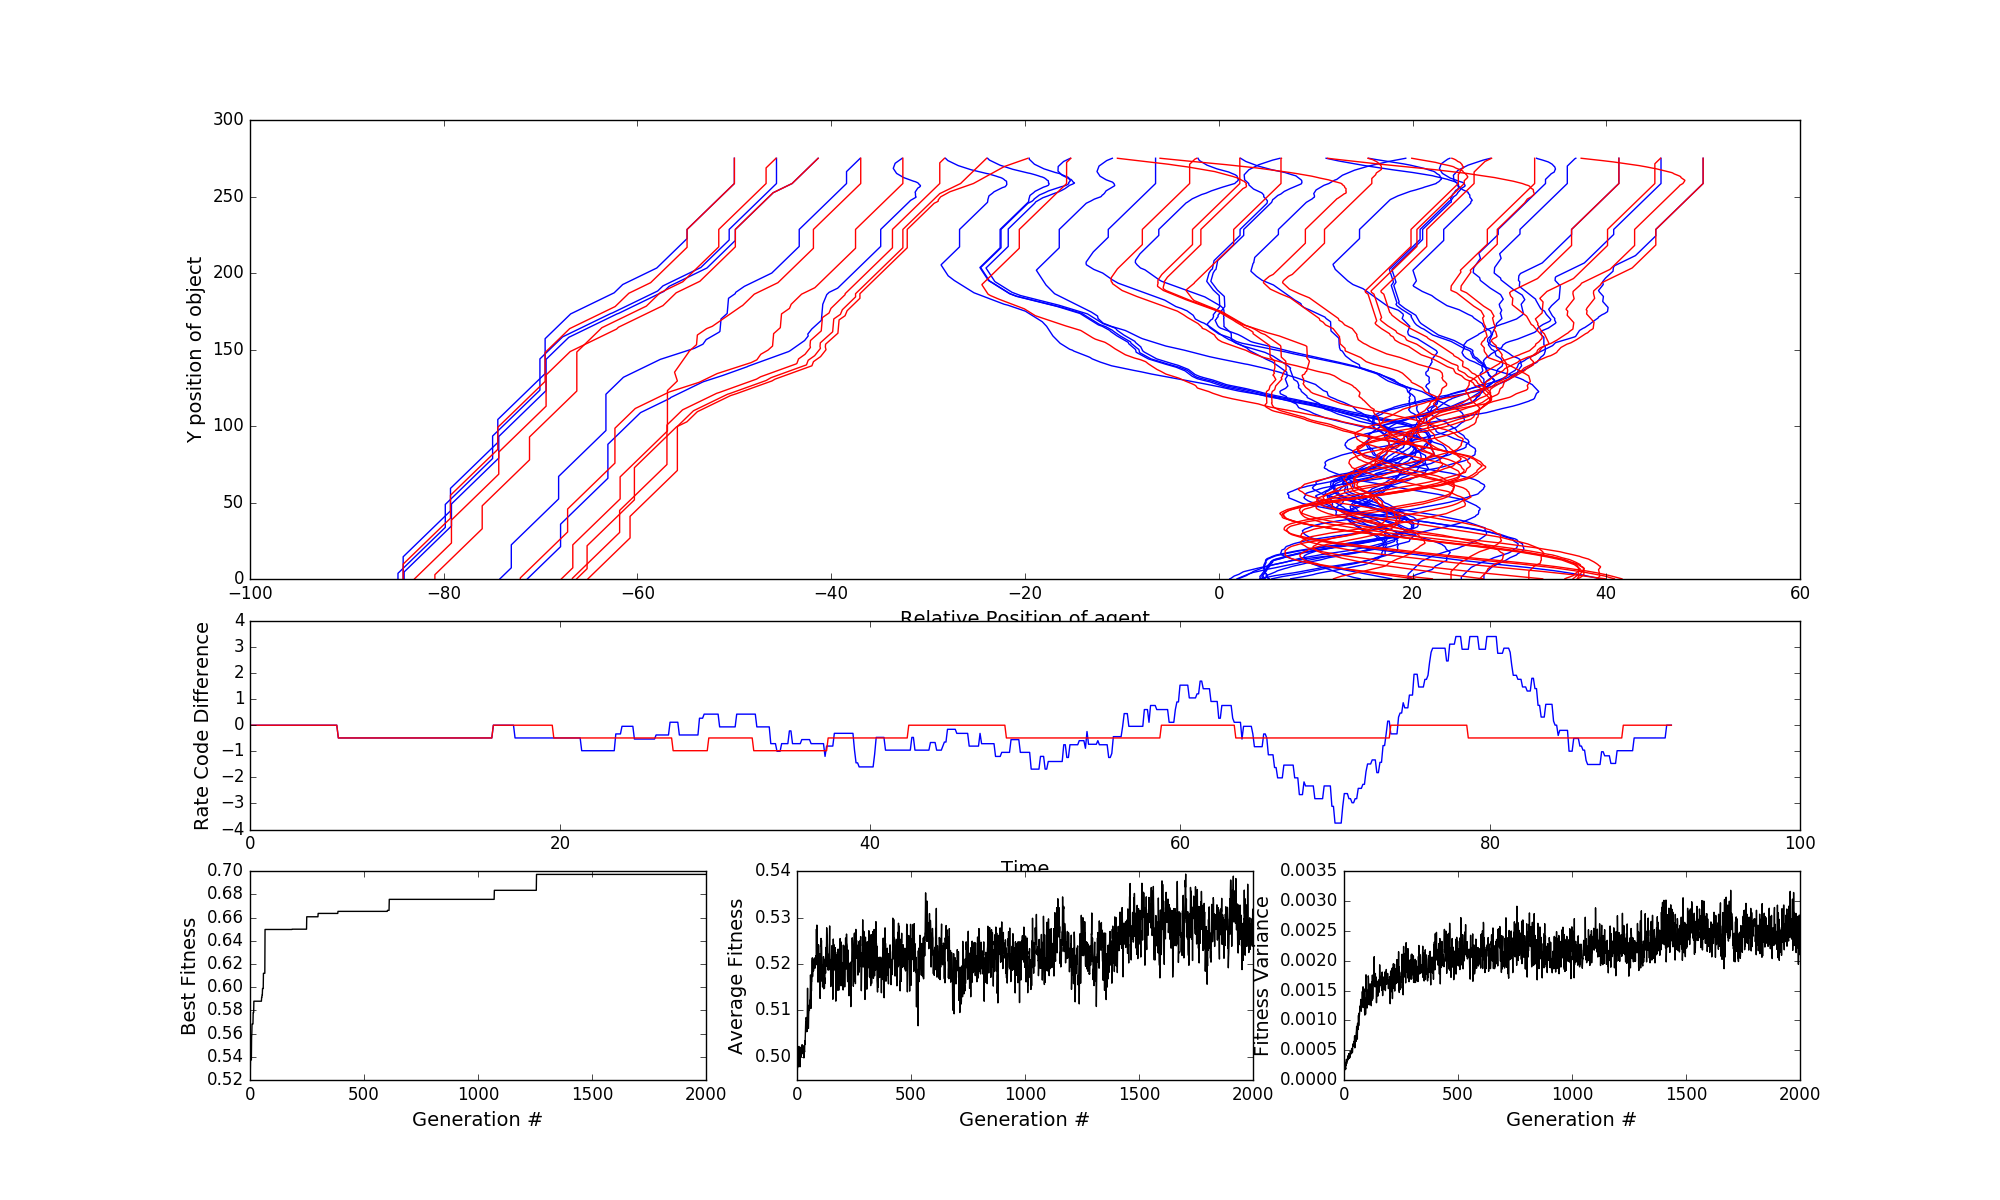 300
250
200
150
100
50
0
Y position of object
−100 −80 −60 −40 −20 0 20 40 60
Relative Position of agent
4
3
2
1
0
−1
−2
−3
−4
Rate Code Difference
0 20 40 60 80 100
Time
0.70
0.68
0.66
0.64
0.62
0.60
0.58
0.56
0.54
0.52
Best Fitness
0 500 1000 1500 2000
Generation #
0.54
0.53
0.52
0.51
0.50
Average Fitness
0 500 1000 1500 2000
Generation #
0.0035
0.0030
0.0025
0.0020
0.0015
0.0010
0.0005
0.0000
Fitness Variance
0 500 1000 1500 2000
Generation #